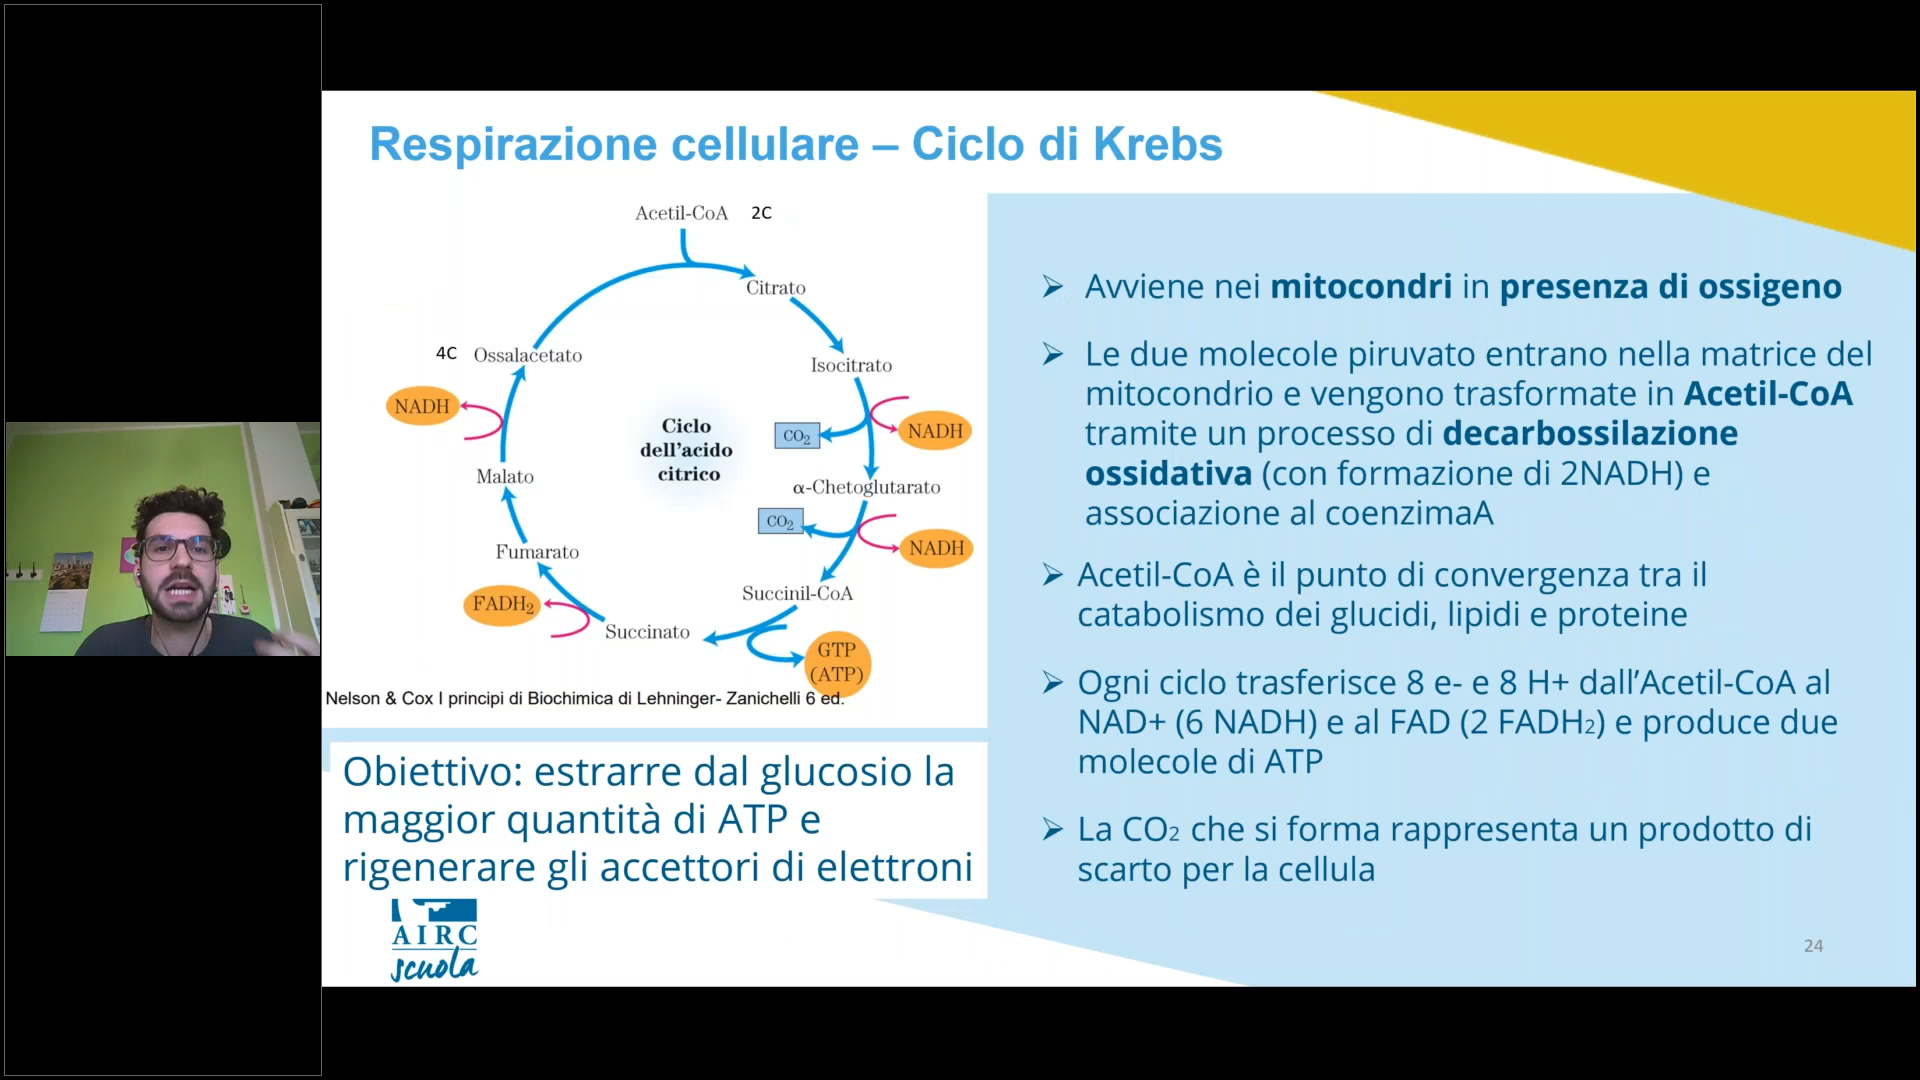 Respirazione cellulare – Ciclo di Krebs
Acetil-CoA 2C
Citrato
4C Ossalacetato
Isocitrato
NADH
CO₂
NADH
Ciclo
dell'acido
citrico
Malato
α-Chetoglutarato
CO₂
NADH
Fumarato
FADH₂
Succinil-CoA
Succinato
GTP
(ATP)
Nelson & Cox I principi di Biochimica di Lehninger- Zanichelli 6 ed.
Obiettivo: estrarre dal glucosio la
maggior quantità di ATP e
rigenerare gli accettori di elettroni
AIRC
scuola
➢ Avviene nei mitocondri in presenza di ossigeno
➢ Le due molecole piruvato entrano nella matrice del
mitocondrio e vengono trasformate in Acetil-CoA
tramite un processo di decarbossilazione
ossidativa (con formazione di 2NADH) e
associazione al coenzimaA
➢ Acetil-CoA è il punto di convergenza tra il
catabolismo dei glucidi, lipidi e proteine
➢ Ogni ciclo trasferisce 8 e- e 8 H+ dall'Acetil-CoA al
NAD+ (6 NADH) e al FAD (2 FADH₂) e produce due
molecole di ATP
➢ La CO₂ che si forma rappresenta un prodotto di
scarto per la cellula
24